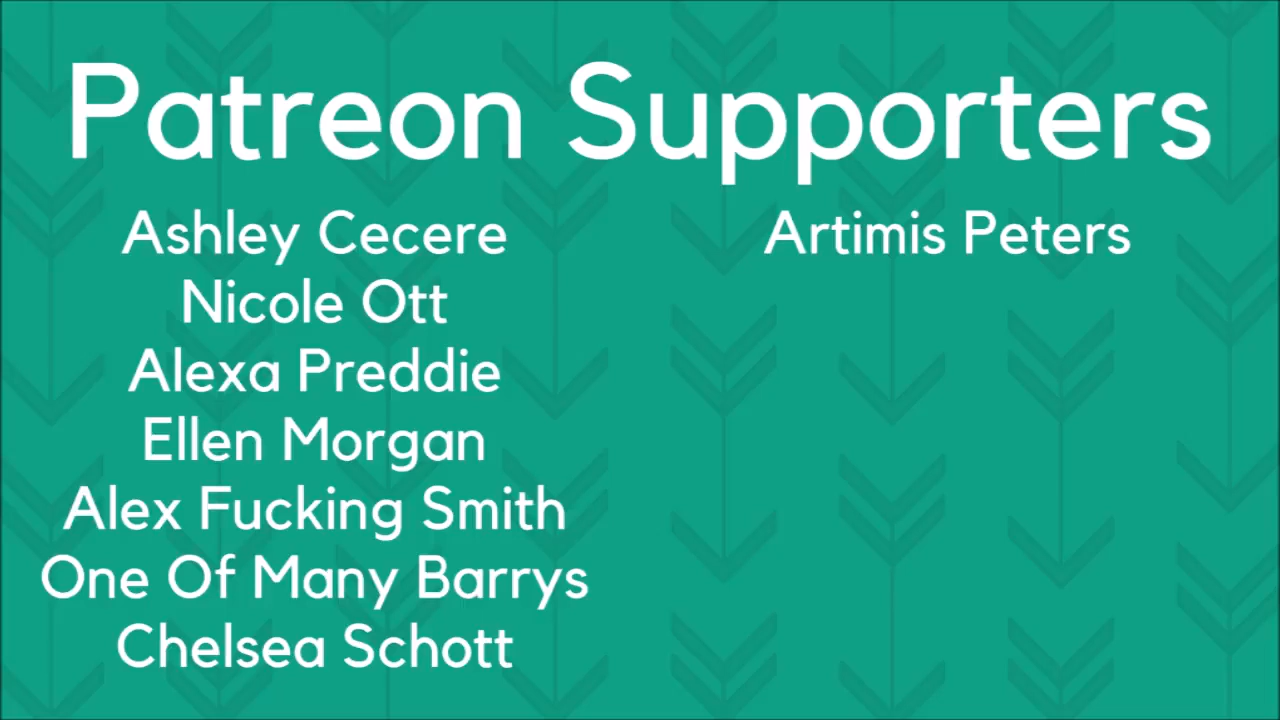 Patreon Supporters
Ashley Cecere
Nicole Ott
Alexa Preddie
Ellen Morgan
Alex Fucking Smith
One Of Many Barrys
Chelsea Schott
Artimis Peters